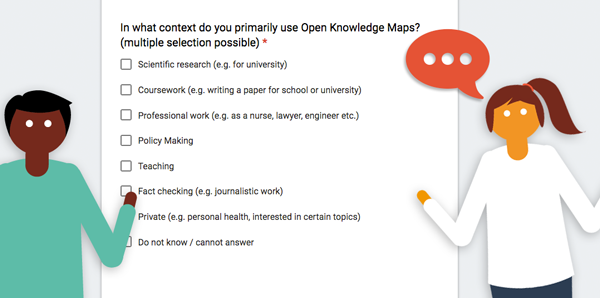 In what context do you primarily use Open Knowledge Maps?
(multiple selection possible) *
Scientific research (e.g. for university)
Coursework (e.g. writing a paper for school or university)
Professional work (e.g. as a nurse, lawyer, engineer etc.)
Policy Making
Teaching
Fact checking (e.g. journalistic work)
Private (e.g. personal health, interested in certain topics)
Do not know / cannot answer